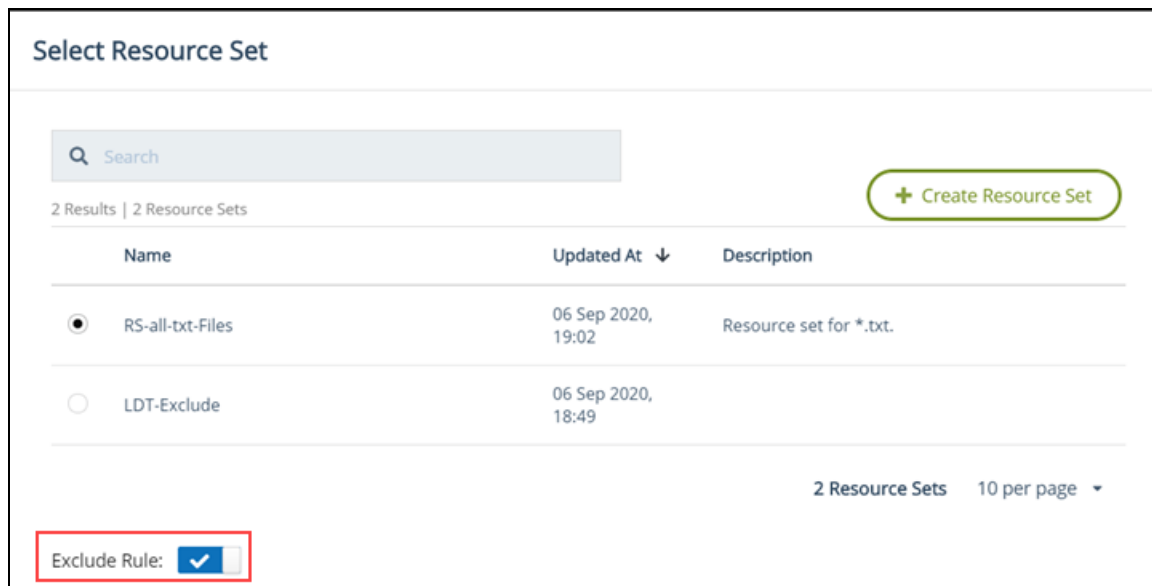 Select Resource Set
Search
+ Create Resource Set
2 Results | 2 Resource Sets
Name Updated At ↓ Description
RS-all-txt-Files 06 Sep 2020, 19:02 Resource set for *.txt.
LDT-Exclude 06 Sep 2020, 18:49
2 Resource Sets 10 per page
Exclude Rule: